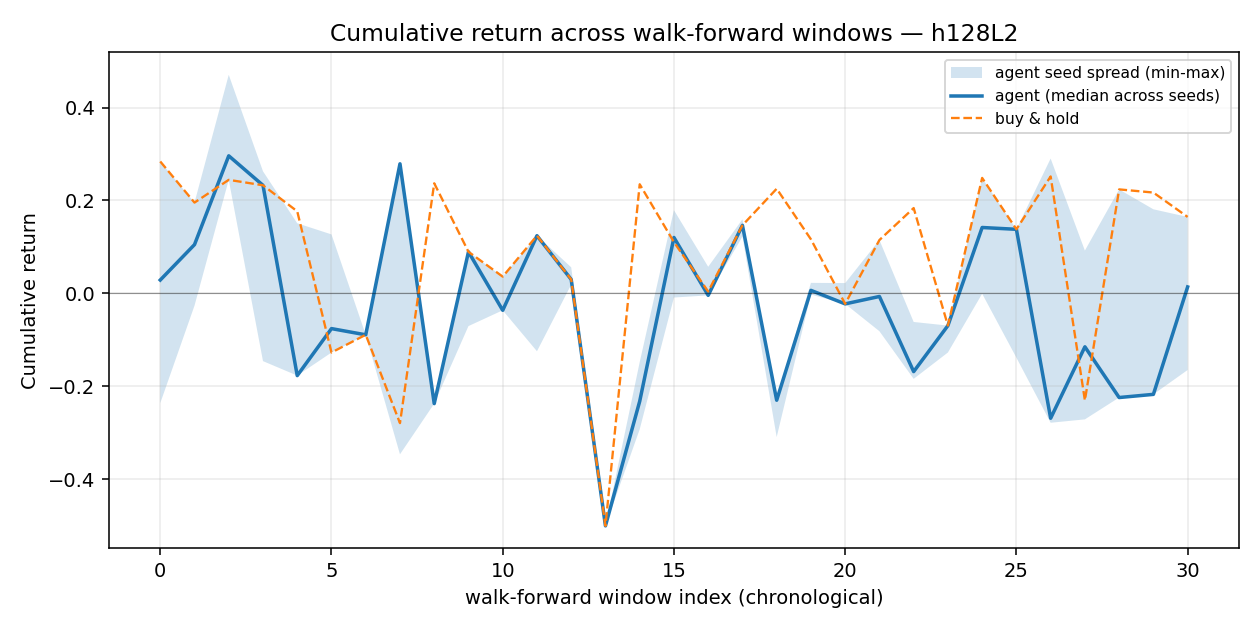 Cumulative return across walk-forward windows — h128L2
agent seed spread (min-max)
agent (median across seeds)
buy & hold
Cumulative return
0.4
0.2
0.0
−0.2
−0.4
0 5 10 15 20 25 30
walk-forward window index (chronological)